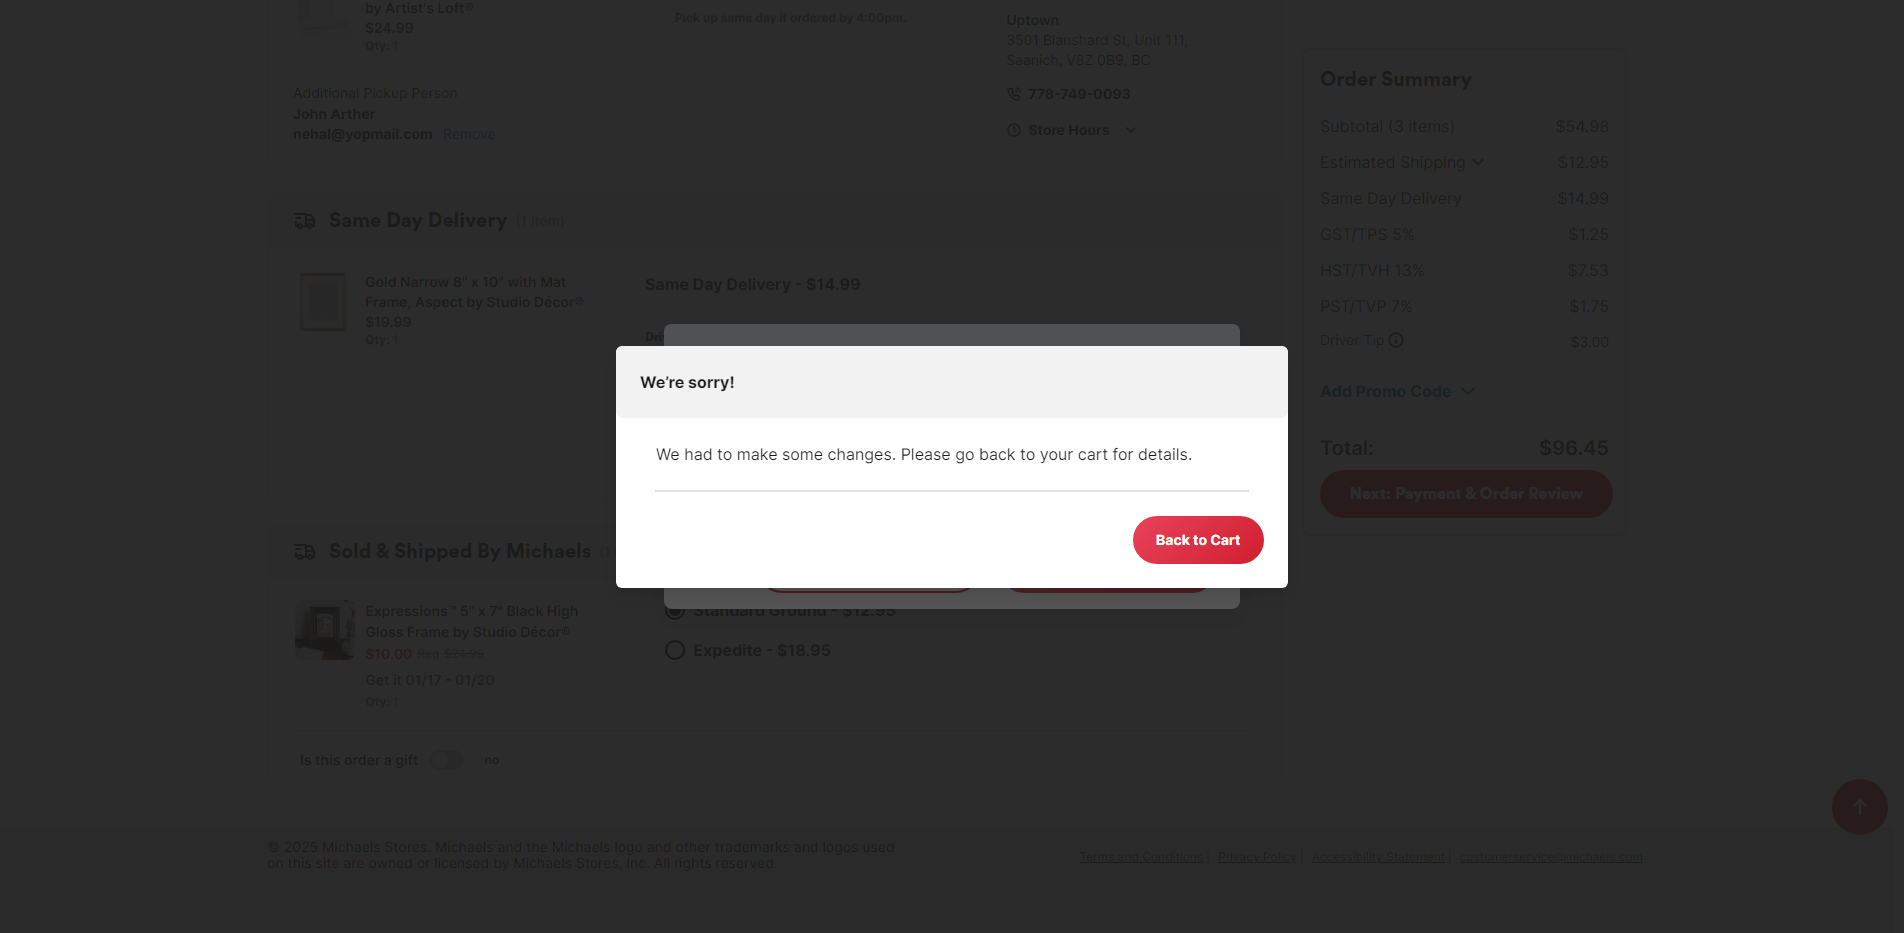 by Artist's Loft®
$24.99
Qty: 1
Pick up same day if ordered by 4:00pm.
Uptown
3501 Blanshard St, Unit 111,
Saanich, V8Z 0B9, BC
778-749-0093
Store Hours
Additional Pickup Person
John Arther
nehal@yopmail.com Remove
Same Day Delivery (1 Item)
Gold Narrow 8" x 10" with Mat
Frame, Aspect by Studio Décor®
$19.99
Qty: 1
Same Day Delivery - $14.99
We're sorry!
We had to make some changes. Please go back to your cart for details.
Back to Cart
Sold & Shipped By Michaels
Expressions™ 5" x 7" Black High
Gloss Frame by Studio Décor®
$10.00 Reg $24.99
Get it 01/17 - 01/20
Qty: 1
Standard Ground - $12.95
Expedite - $18.95
Is this order a gift no
Order Summary
Subtotal (3 items) $54.98
Estimated Shipping $12.95
Same Day Delivery $14.99
GST/TPS 5% $1.25
HST/TVH 13% $7.53
PST/TVP 7% $1.75
Driver Tip $3.00
Add Promo Code
Total: $96.45
Next: Payment & Order Review
© 2025 Michaels Stores. Michaels and the Michaels logo and other trademarks and logos used
on this site are owned or licensed by Michaels Stores, Inc. All rights reserved.
Terms and Conditions | Privacy Policy | Accessibility Statement | customerservice@michaels.com